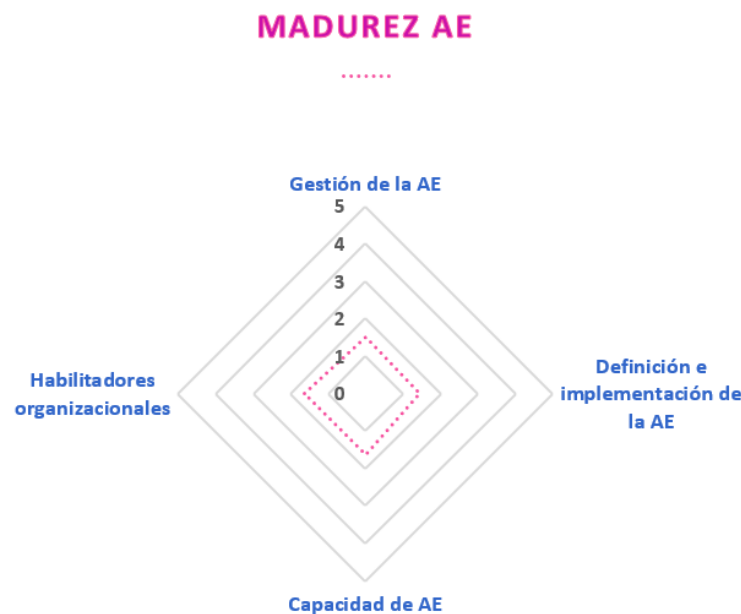 MADUREZ AE
Gestión de la AE
5
4
3
2
1
0
Habilitadores
organizacionales
Definición e
implementación de
la AE
Capacidad de AE